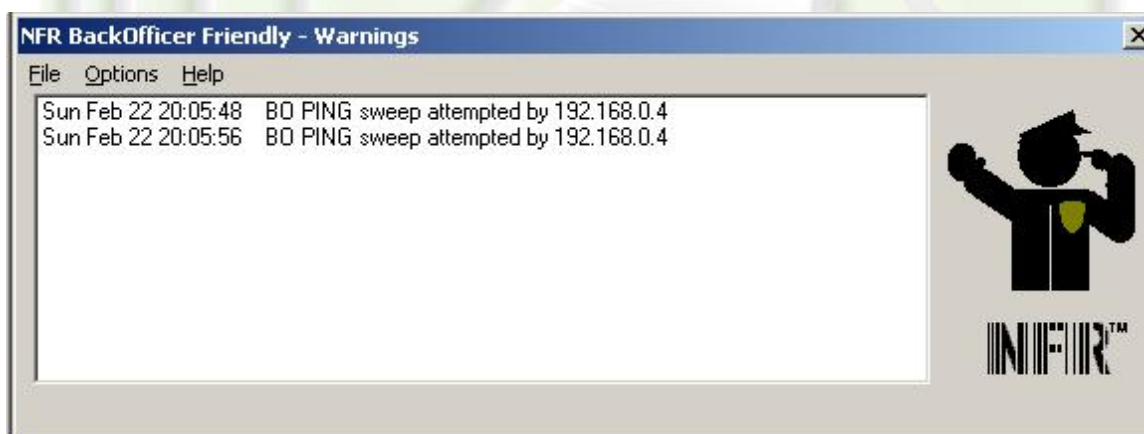 NFR BackOfficer Friendly - Warnings
File Options Help
Sun Feb 22 20:05:48 BO PING sweep attempted by 192.168.0.4
Sun Feb 22 20:05:56 BO PING sweep attempted by 192.168.0.4
NFR™